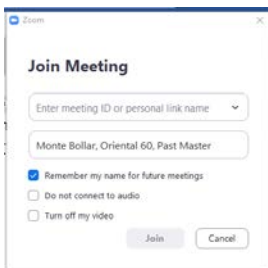 Zoom
Join Meeting
Enter meeting ID or personal link name
Monte Bollar, Oriental 60, Past Master
Remember my name for future meetings
Do not connect to audio
Turn off my video
Join
Cancel